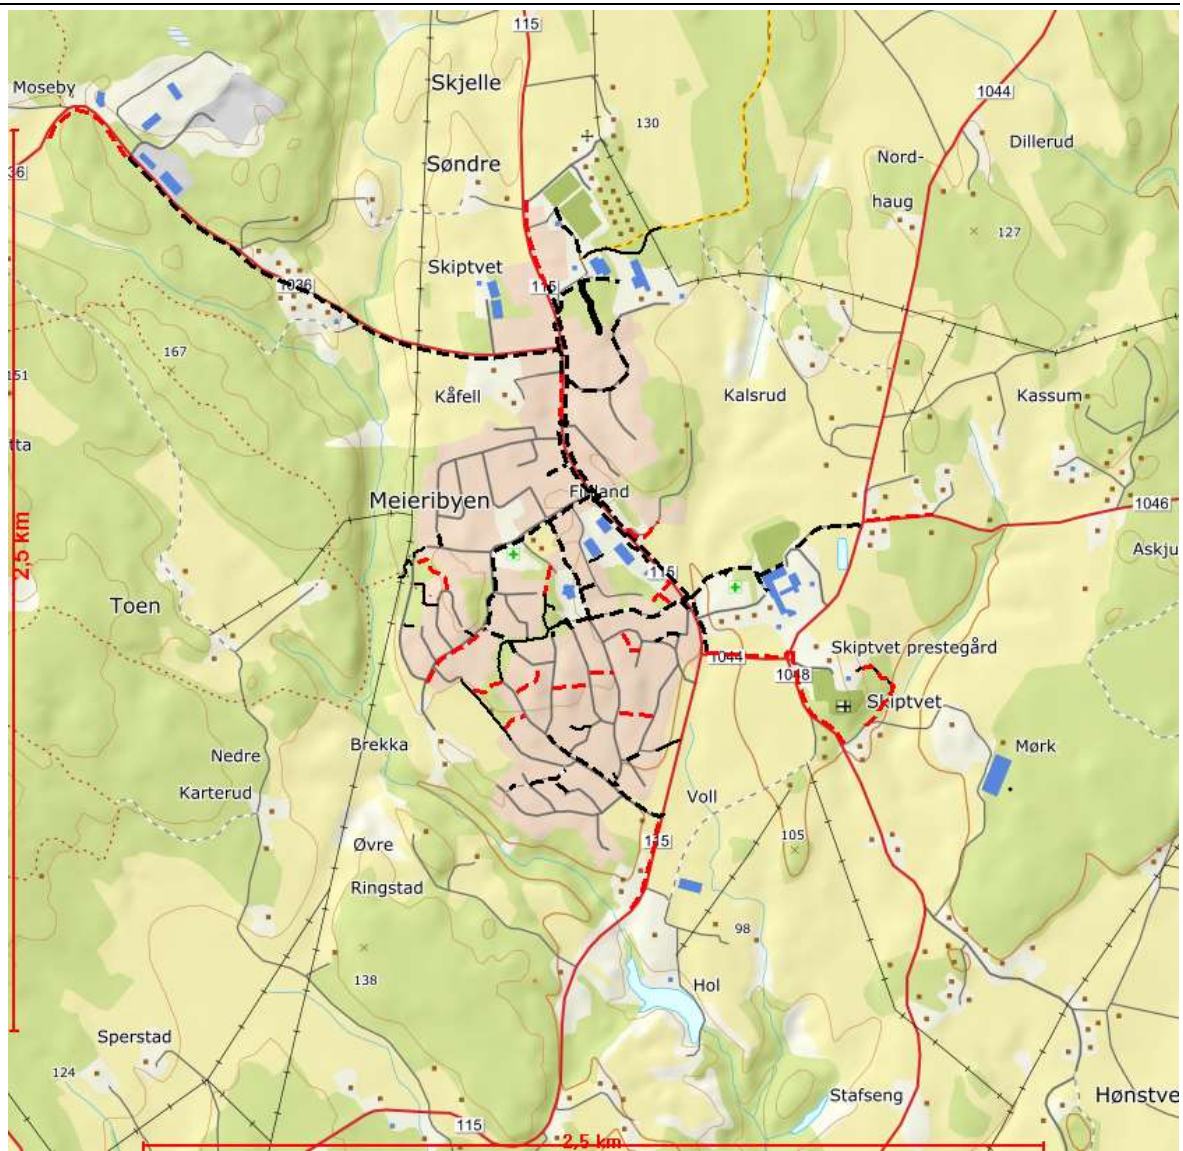 115
Skjelle
Moseby
1044
130
Dillerud
Søndre
Nord-
haug
36
127
Skiptvet
1036
115
167
151
Kåfell
Kalsrud
Kassum
tta
Meieribyen
Finland
1046
2,5 km
115
Askju
Toen
1044
Skiptvet prestegård
1048
Skiptvet
Brekka
Mørk
Nedre
Karterud
Voll
115
105
Øvre
Ringstad
98
138
Hol
Sperstad
124
Stafseng
Hønstve
115
2,5 km